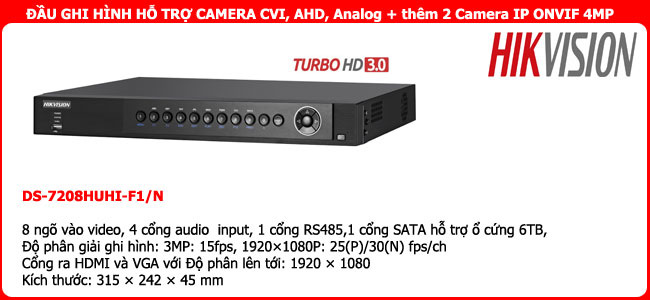 ĐẦU GHI HÌNH HỖ TRỢ CAMERA CVI, AHD, Analog + thêm 2 Camera IP ONVIF 4MP
TURBO HD 3.0
HIKVISION
HIKVISION
DS-7208HUHI-F1/N
8 ngõ vào video, 4 cổng audio input, 1 cổng RS485,1 cổng SATA hỗ trợ ổ cứng 6TB,
Độ phân giải ghi hình: 3MP: 15fps, 1920×1080P: 25(P)/30(N) fps/ch
Cổng ra HDMI và VGA với Độ phân lên tới: 1920 × 1080
Kích thước: 315 × 242 × 45 mm